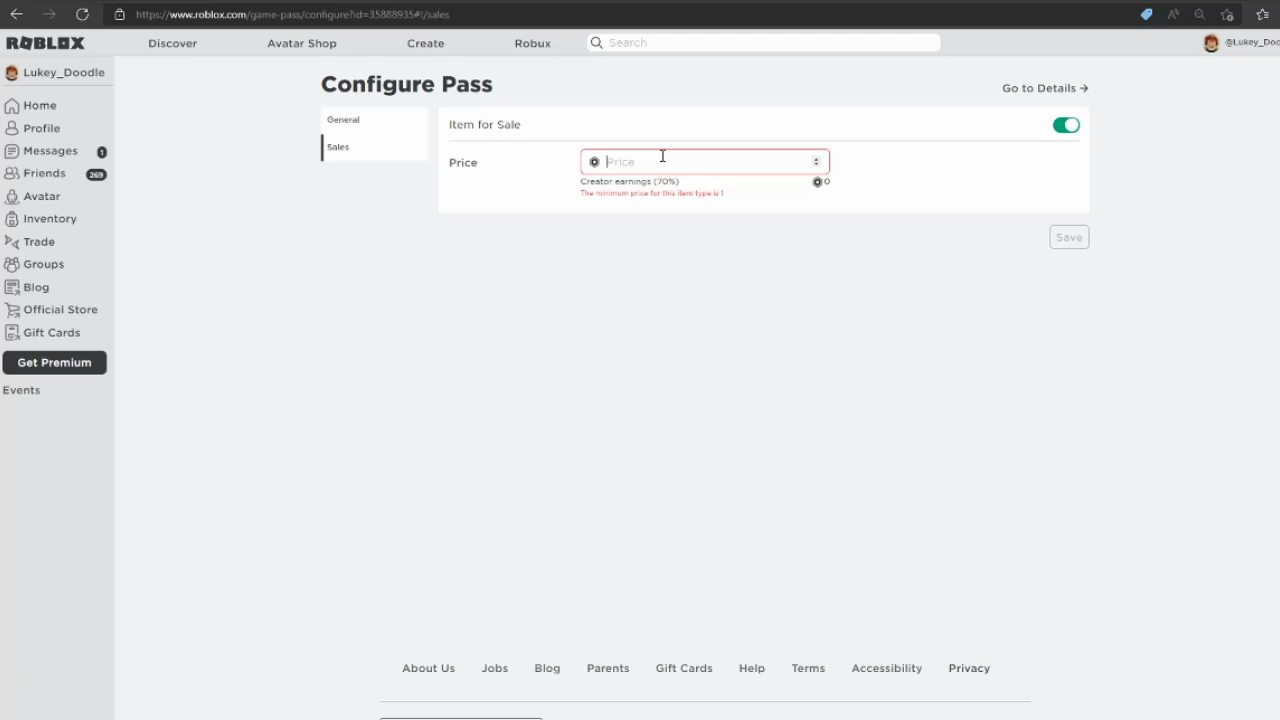 https://www.roblox.com/game-pass/configure?id=35888935#!/sales
ROBLOX
Discover
Avatar Shop
Create
Robux
Search
@Lukey_Doo
Lukey_Doodle
Home
Profile
Messages 1
Friends 269
Avatar
Inventory
Trade
Groups
Blog
Official Store
Gift Cards
Get Premium
Events
Configure Pass
Go to Details →
General
Sales
Item for Sale
Price
Price
Creator earnings (70%) 0
The minimum price for this item type is 1
Save
About Us
Jobs
Blog
Parents
Gift Cards
Help
Terms
Accessibility
Privacy